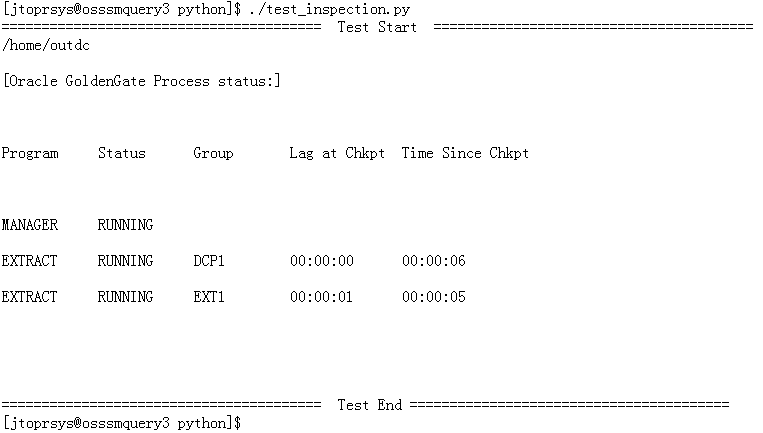 [jtoprsys@osssmquery3 python]$ ./test_inspection.py
======================================== Test Start ========================================
/home/outdc
[Oracle GoldenGate Process status:]
Program     Status      Group       Lag at Chkpt  Time Since Chkpt
MANAGER     RUNNING
EXTRACT     RUNNING     DCP1        00:00:00      00:00:06
EXTRACT     RUNNING     EXT1        00:00:01      00:00:05
======================================== Test End ========================================
[jtoprsys@osssmquery3 python]$